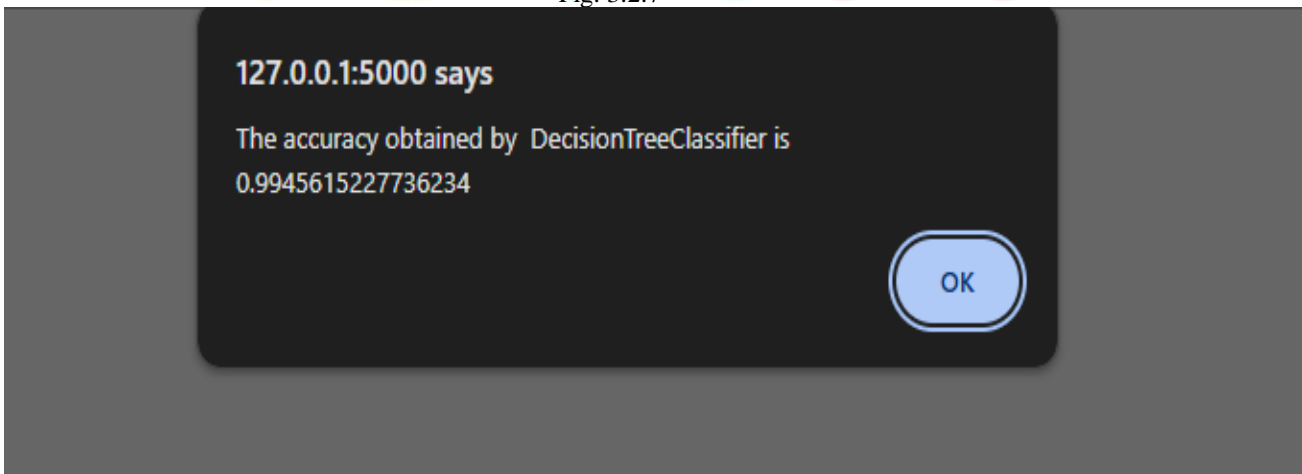 127.0.0.1:5000 says
The accuracy obtained by  DecisionTreeClassifier is
0.9945615227736234
OK